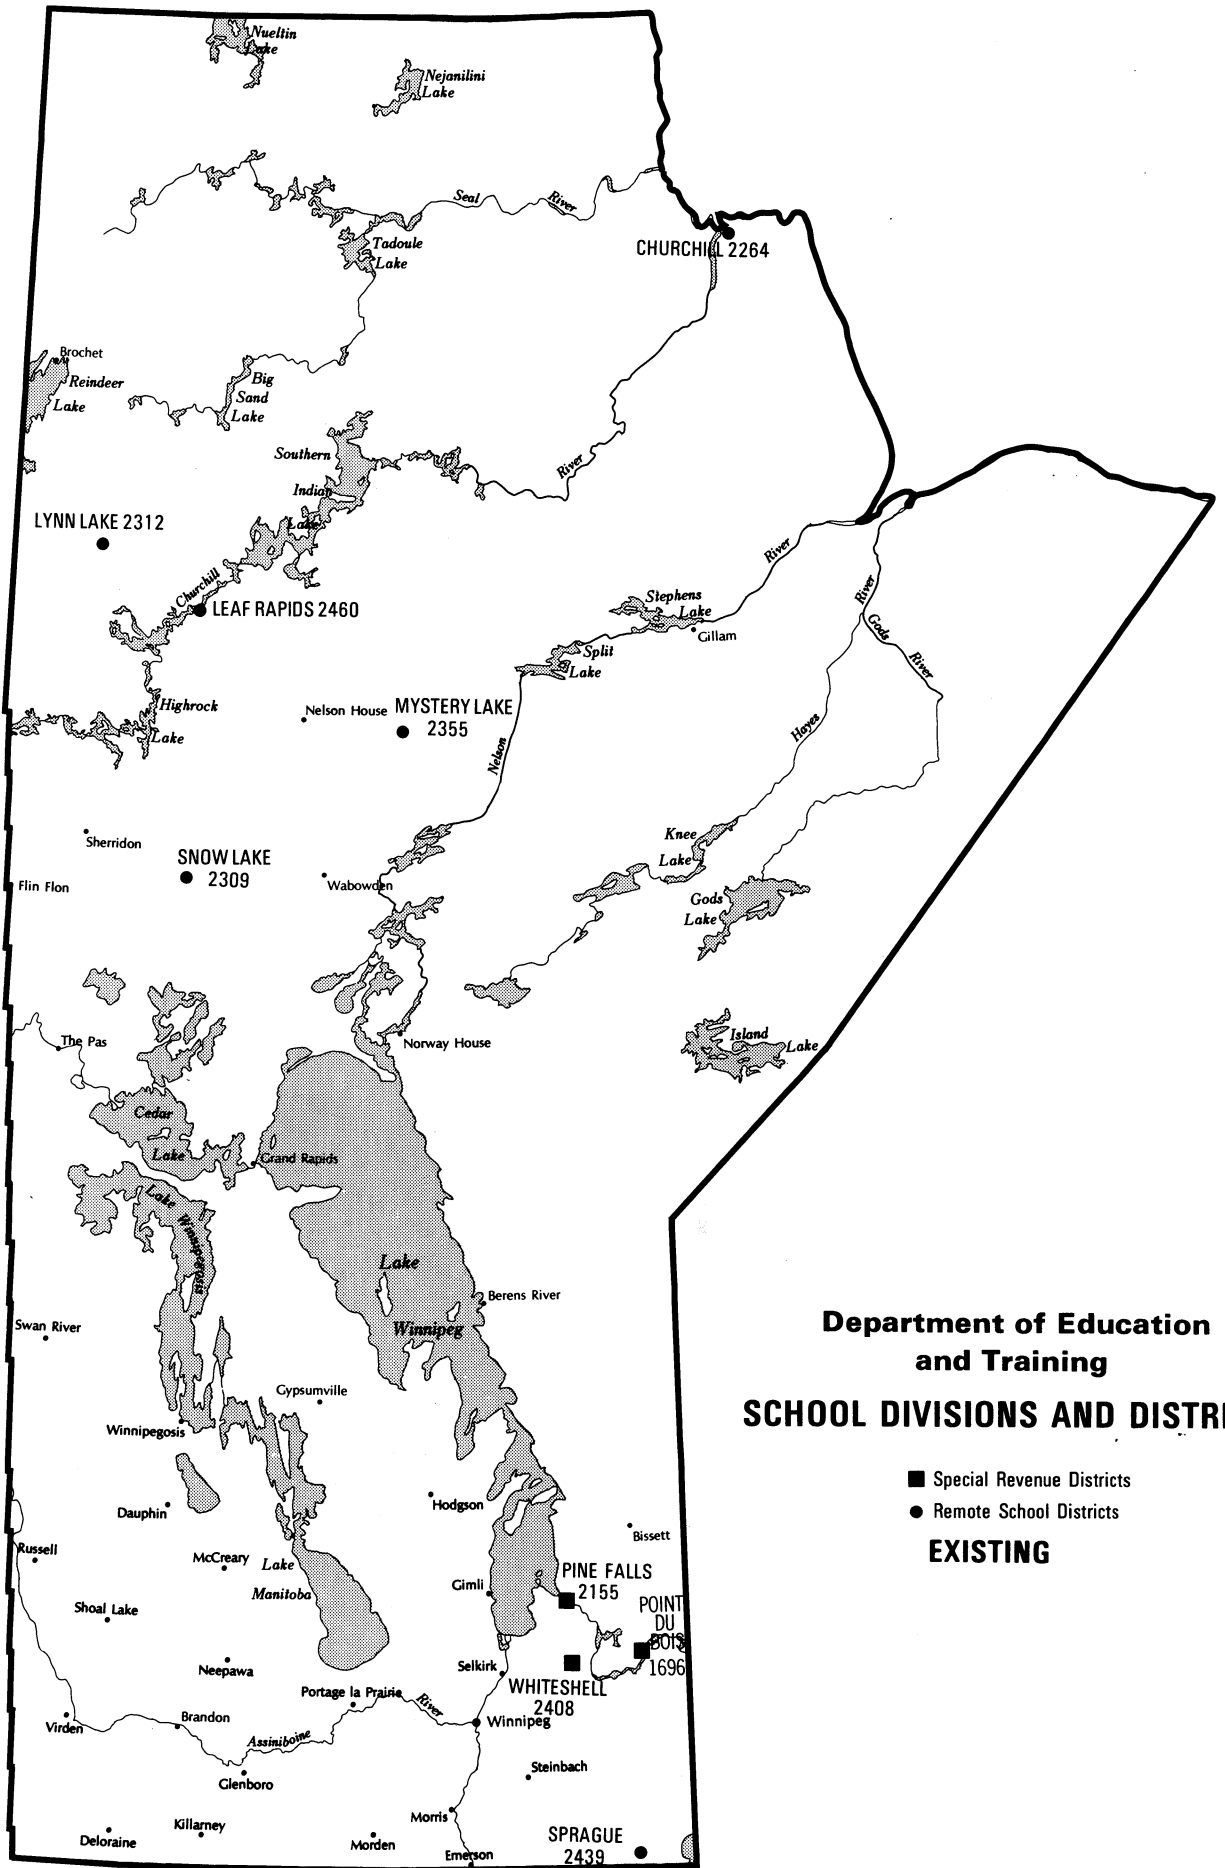 Nueltin
Lake
Nejanilini
Lake
Seal
River
CHURCHILL 2264
Tadoule
Lake
Brochet
Reindeer
Lake
Big
Sand
Lake
Southern
Indian
Lake
River
LYNN LAKE 2312
Churchill
LEAF RAPIDS 2460
River
Stephens
Lake
Gillam
River
Gods
River
Split
Lake
Highrock
Lake
Nelson House
MYSTERY LAKE
2355
Nelson
Hayes
Sherridon
Knee
Lake
SNOW LAKE
2309
Flin Flon
Wabowden
Gods
Lake
The Pas
Norway House
Island
Lake
Cedar
Lake
Grand Rapids
Lake
Winnipegosis
Lake
Winnipeg
Berens River
Swan River
Department of Education
and Training
SCHOOL DIVISIONS AND DISTRI
Gypsumville
Winnipegosis
■ Special Revenue Districts
● Remote School Districts
EXISTING
Dauphin
Hodgson
Bissett
Russell
McCreary
Lake
Manitoba
Gimli
PINE FALLS
2155
POINT
DU
BOIS
1696
Shoal Lake
Neepawa
Selkirk
WHITESHELL
2408
Portage la Prairie
River
Virden
Brandon
Assiniboine
Winnipeg
Steinbach
Glenboro
Morris
Deloraine
Killarney
Morden
Emerson
SPRAGUE
2439